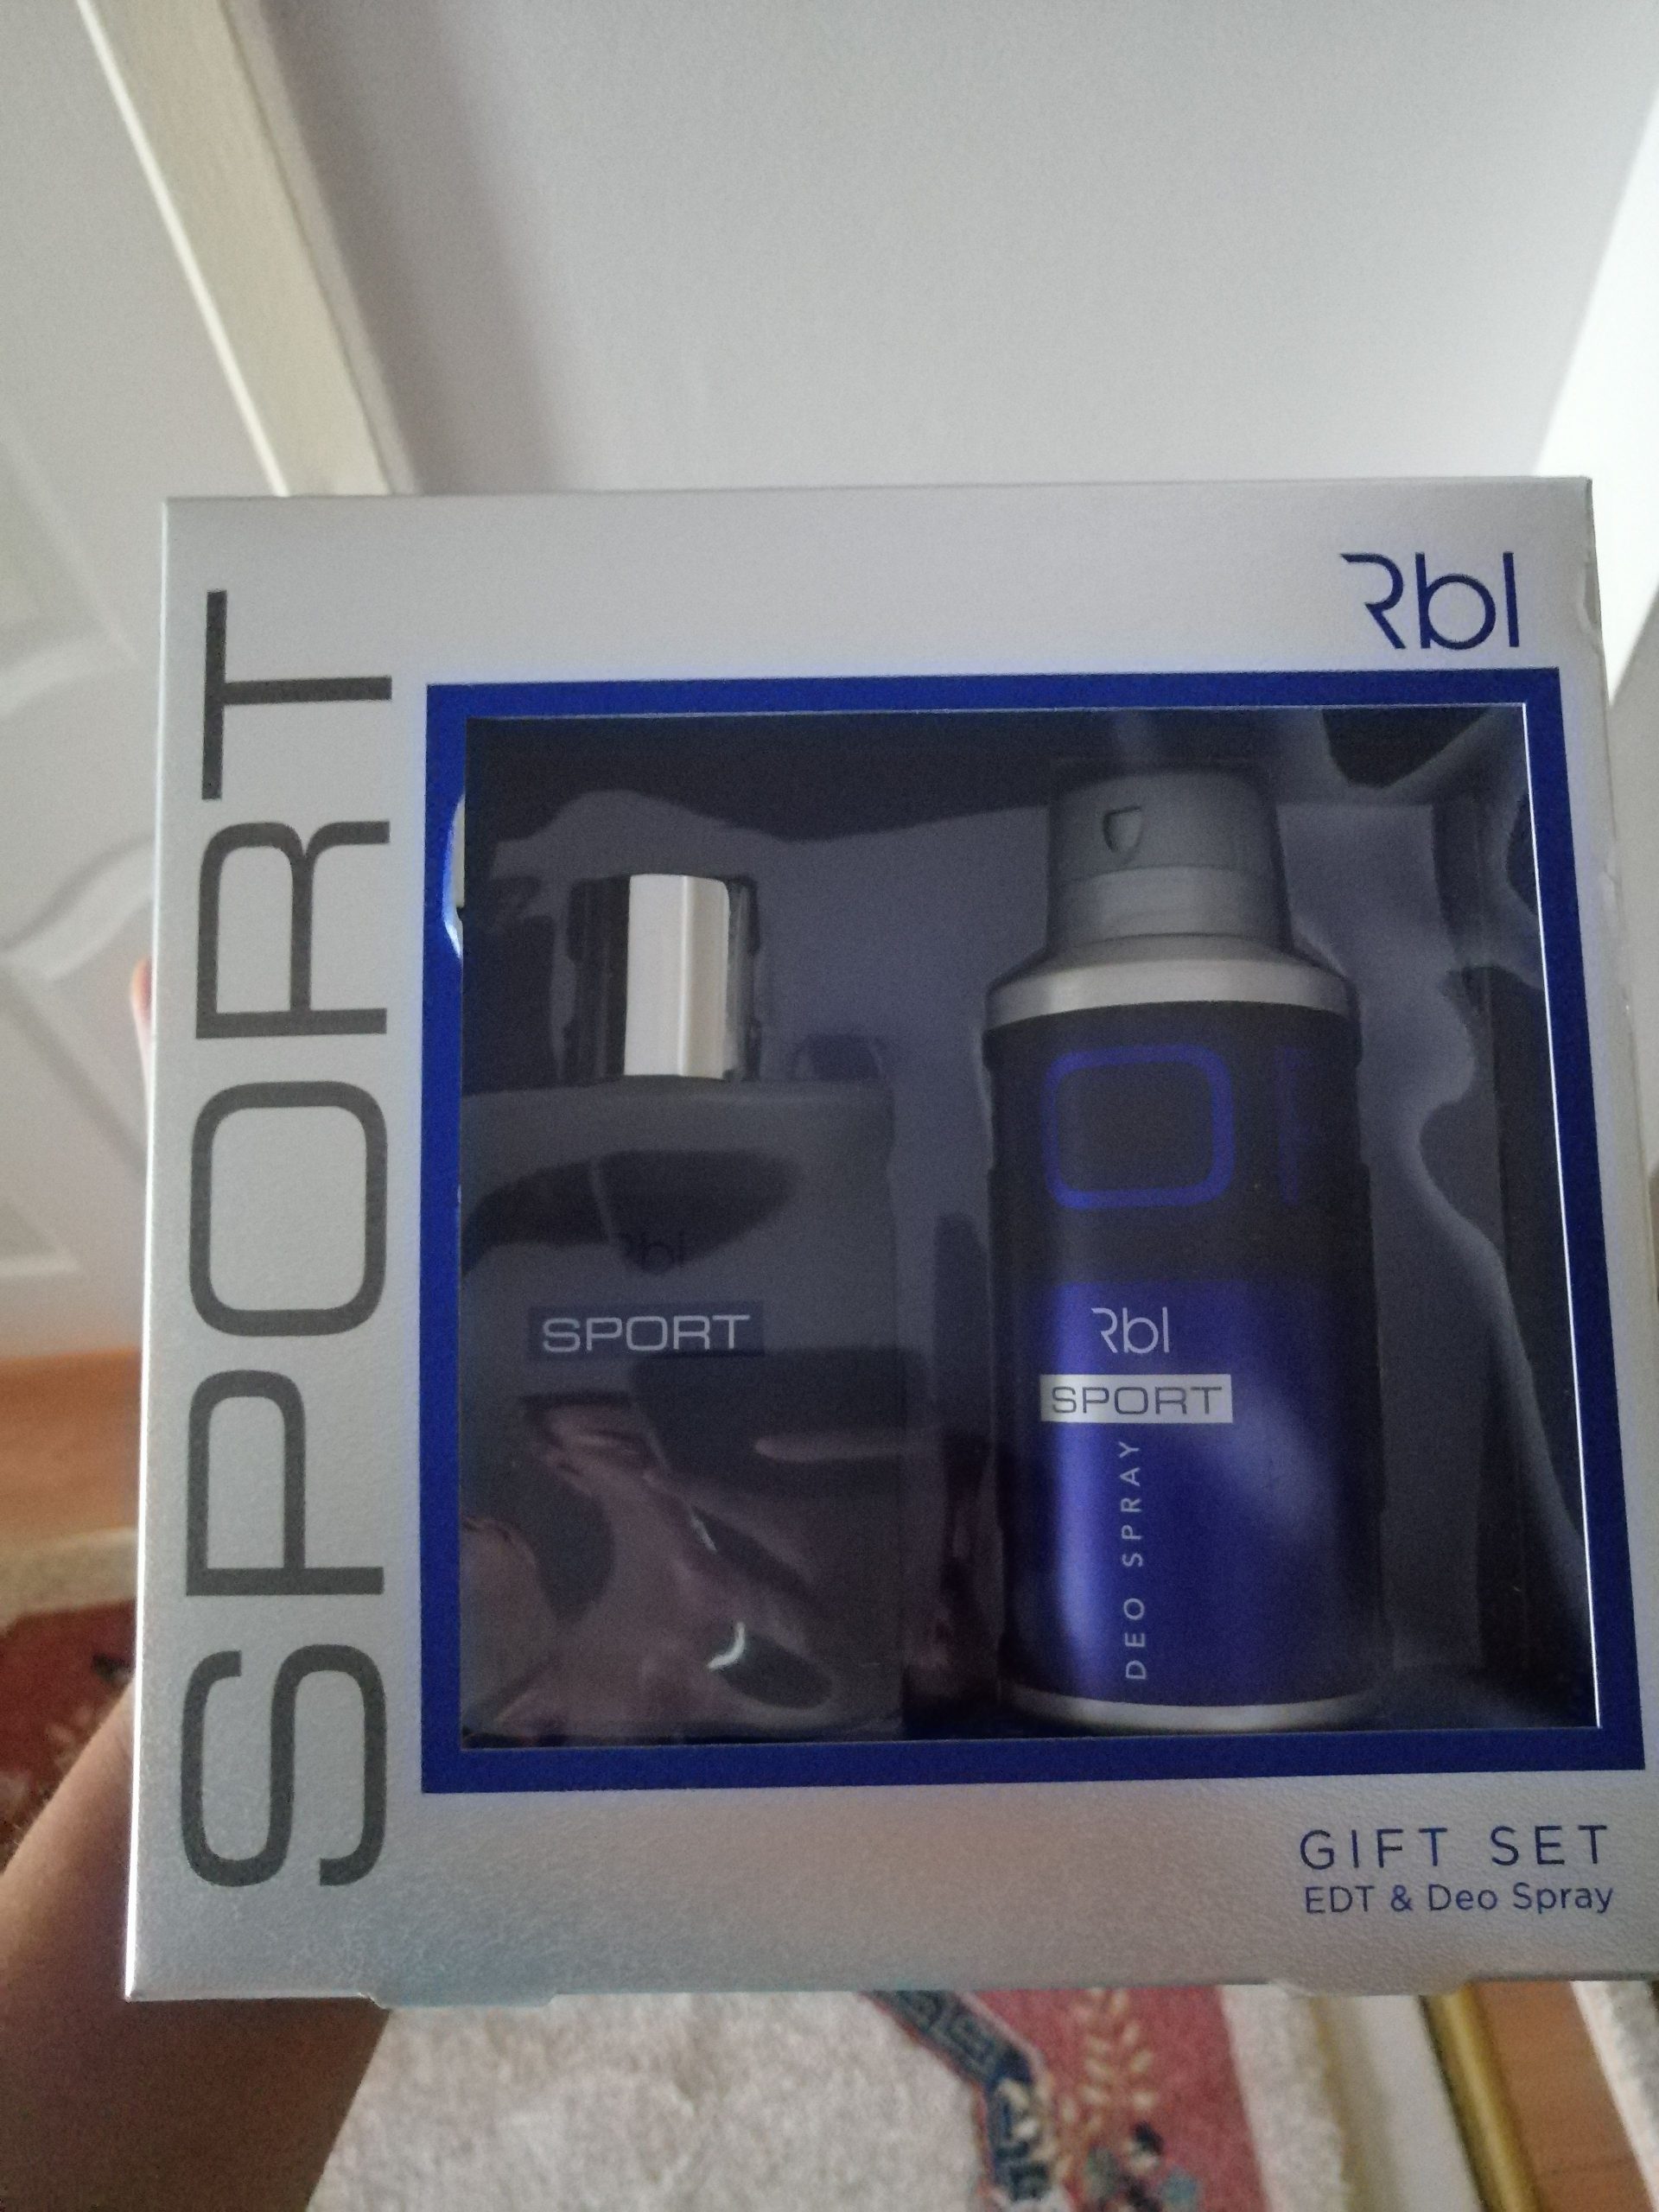 SPORT
Rbl
Rbl
SPORT
Rbl
SPORT
DEO SPRAY
GIFT SET
EDT & Deo Spray